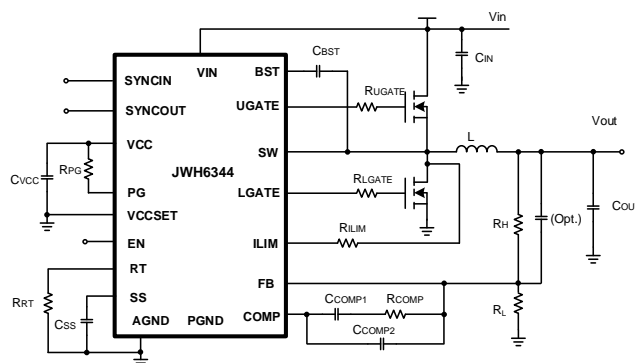 Vin
CBST
CIN
VIN
BST
SYNCIN
RUGATE
UGATE
SYNCOUT
L
Vout
VCC
SW
RPG
JWH6344
CVCC
RLGATE
PG
LGATE
RH
(Opt.)
COU
VCCSET
RILIM
EN
ILIM
RT
FB
RRT
SS
CCOMP1
RCOMP
RL
CSS
COMP
AGND
PGND
CCOMP2